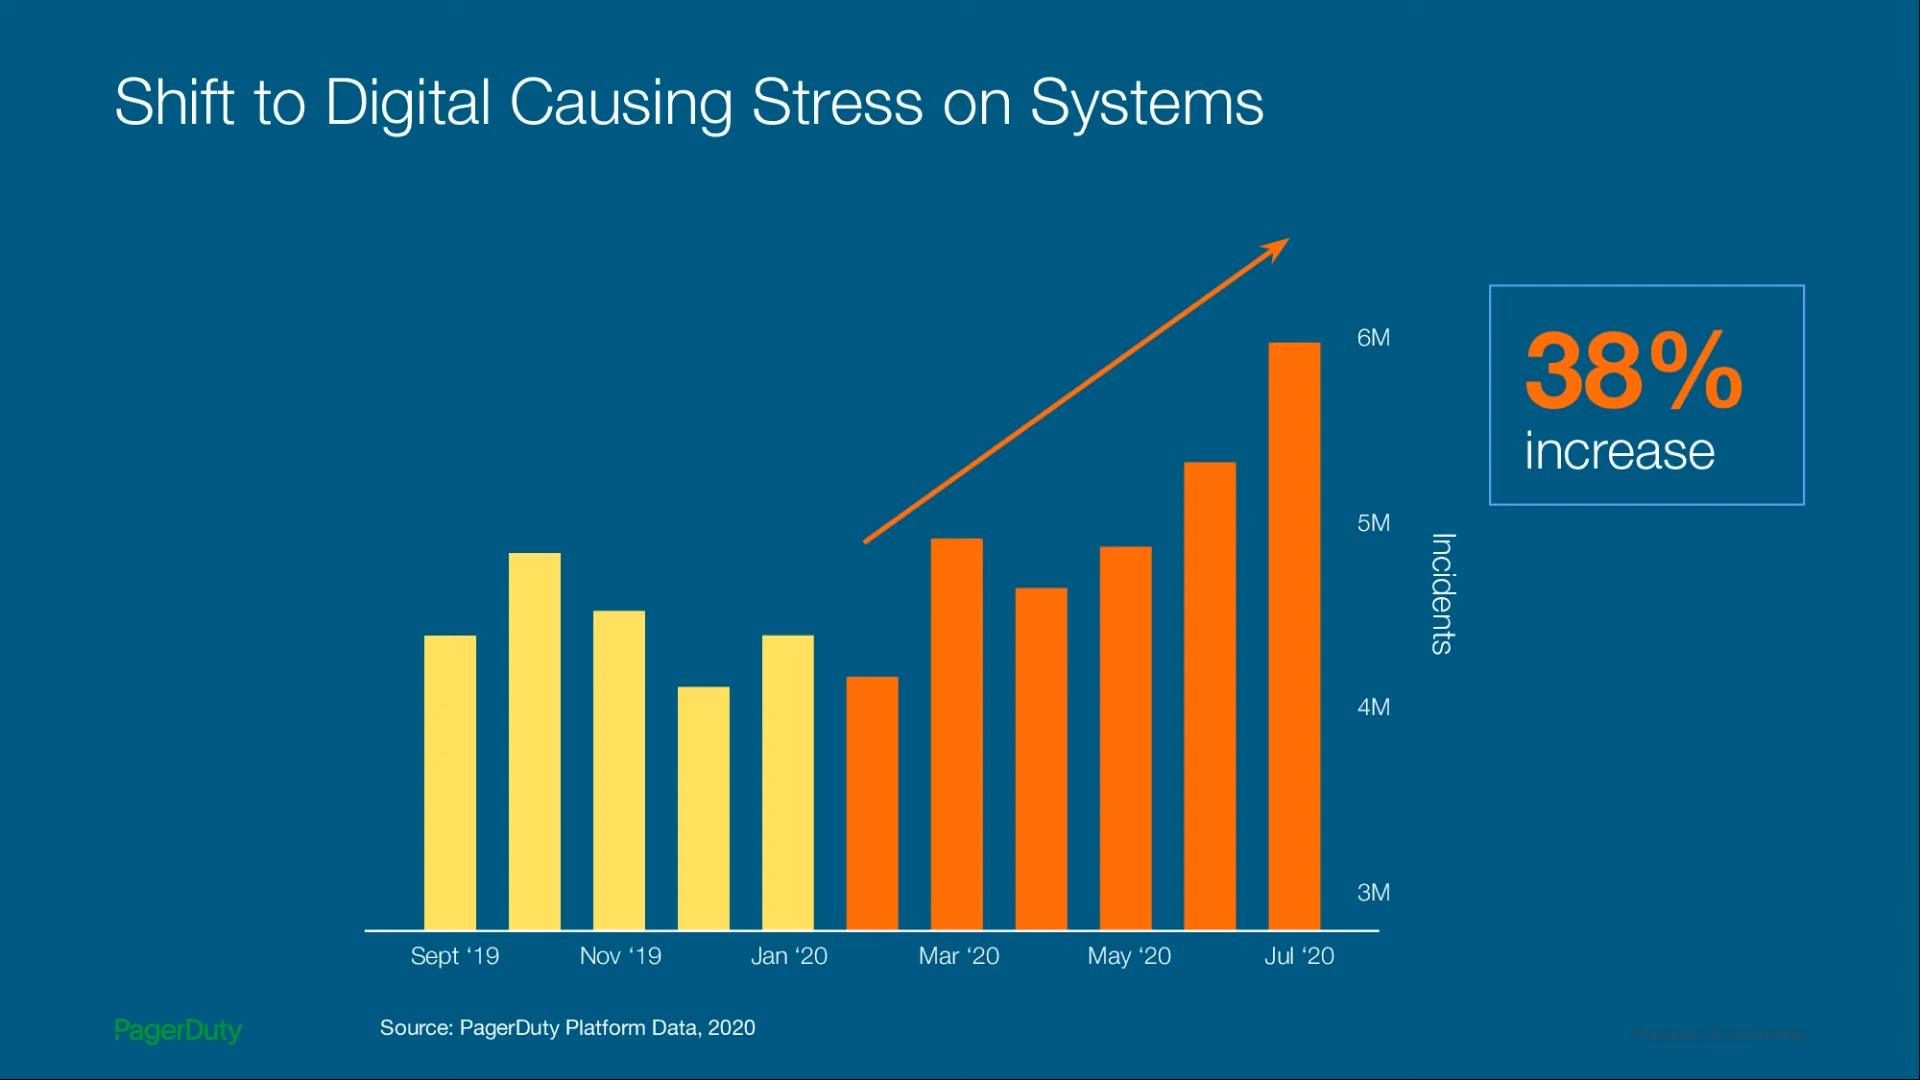 Shift to Digital Causing Stress on Systems
6M
38%
increase
5M
Incidents
4M
3M
Sept ‘19
Nov ‘19
Jan ‘20
Mar ‘20
May ‘20
Jul ‘20
PagerDuty
Source: PagerDuty Platform Data, 2020